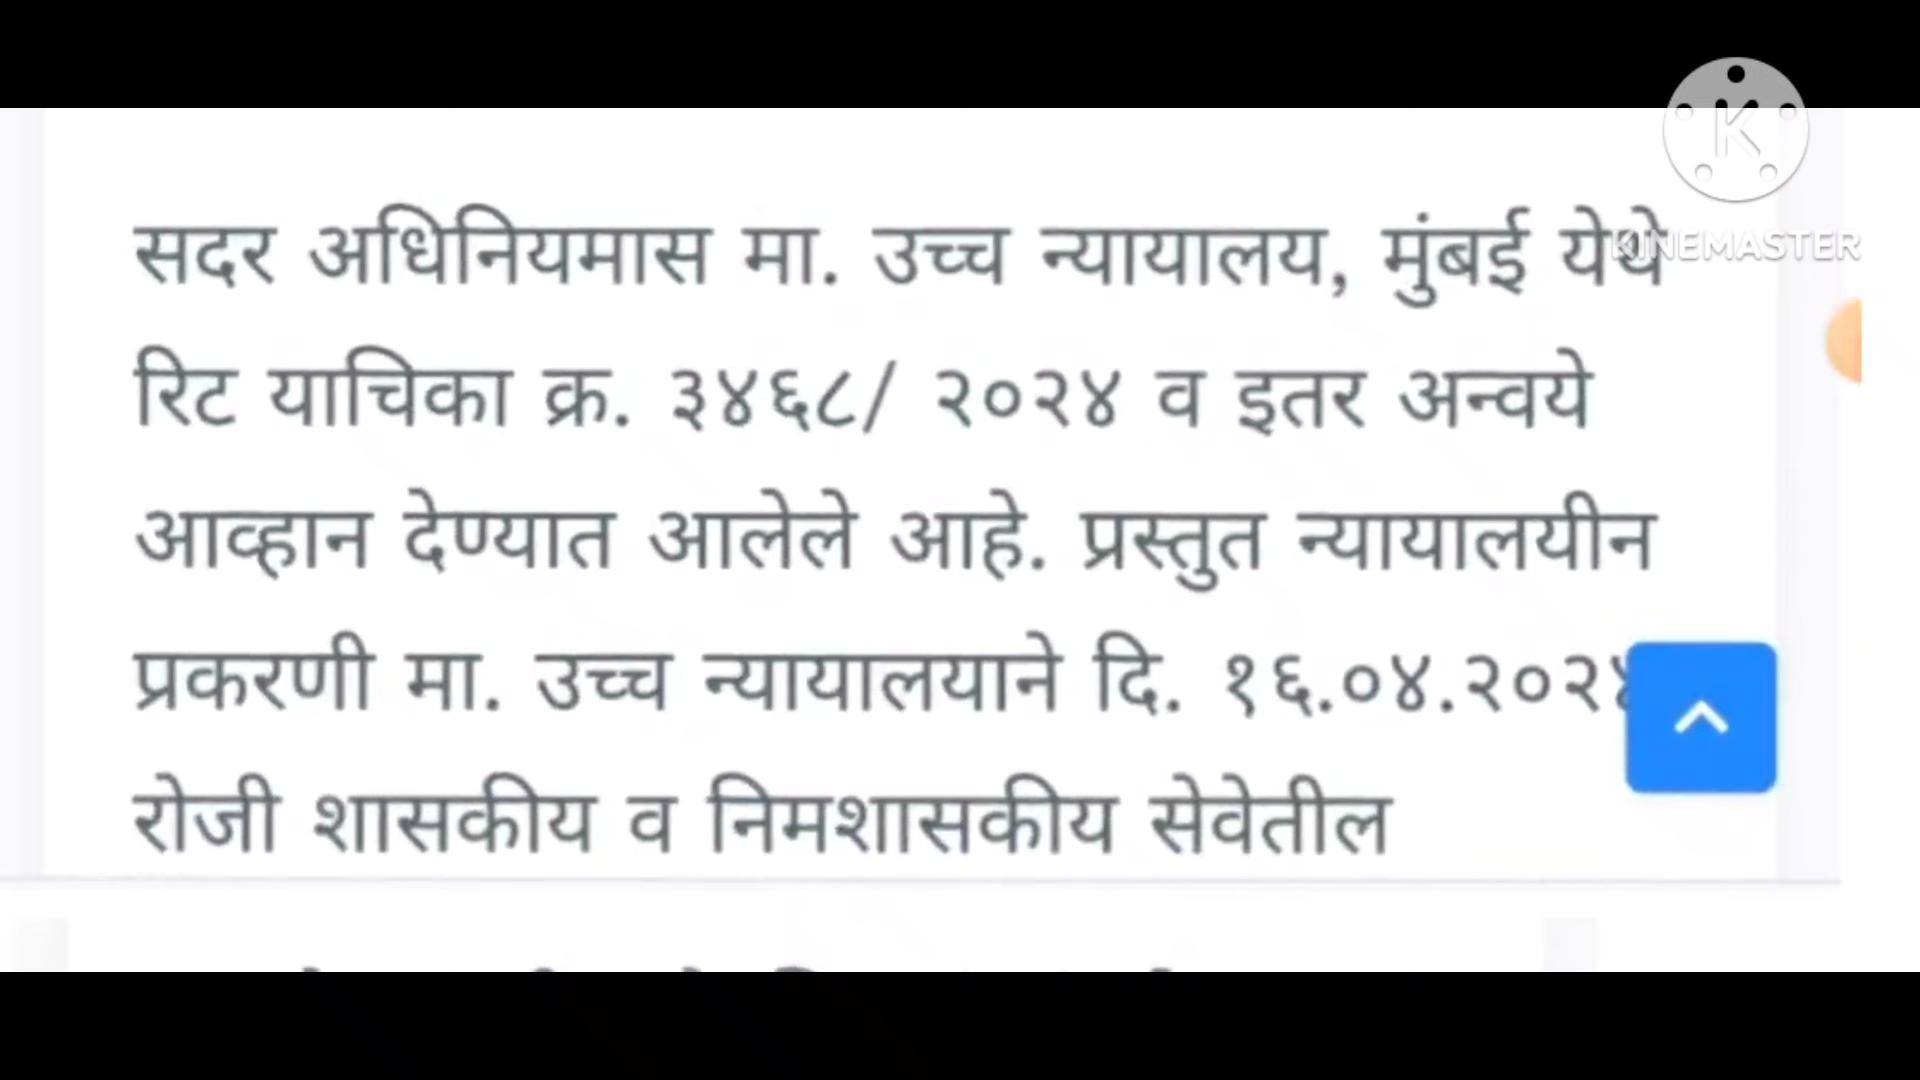 K
KINEMASTER
सदर अधिनियमास मा. उच्च न्यायालय, मुंबई येथे
रिट याचिका क्र. ३४६८/ २०२४ व इतर अन्वये
आव्हान देण्यात आलेले आहे. प्रस्तुत न्यायालयीन
प्रकरणी मा. उच्च न्यायालयाने दि. १६.०४.२०२४
रोजी शासकीय व निमशासकीय सेवेतील